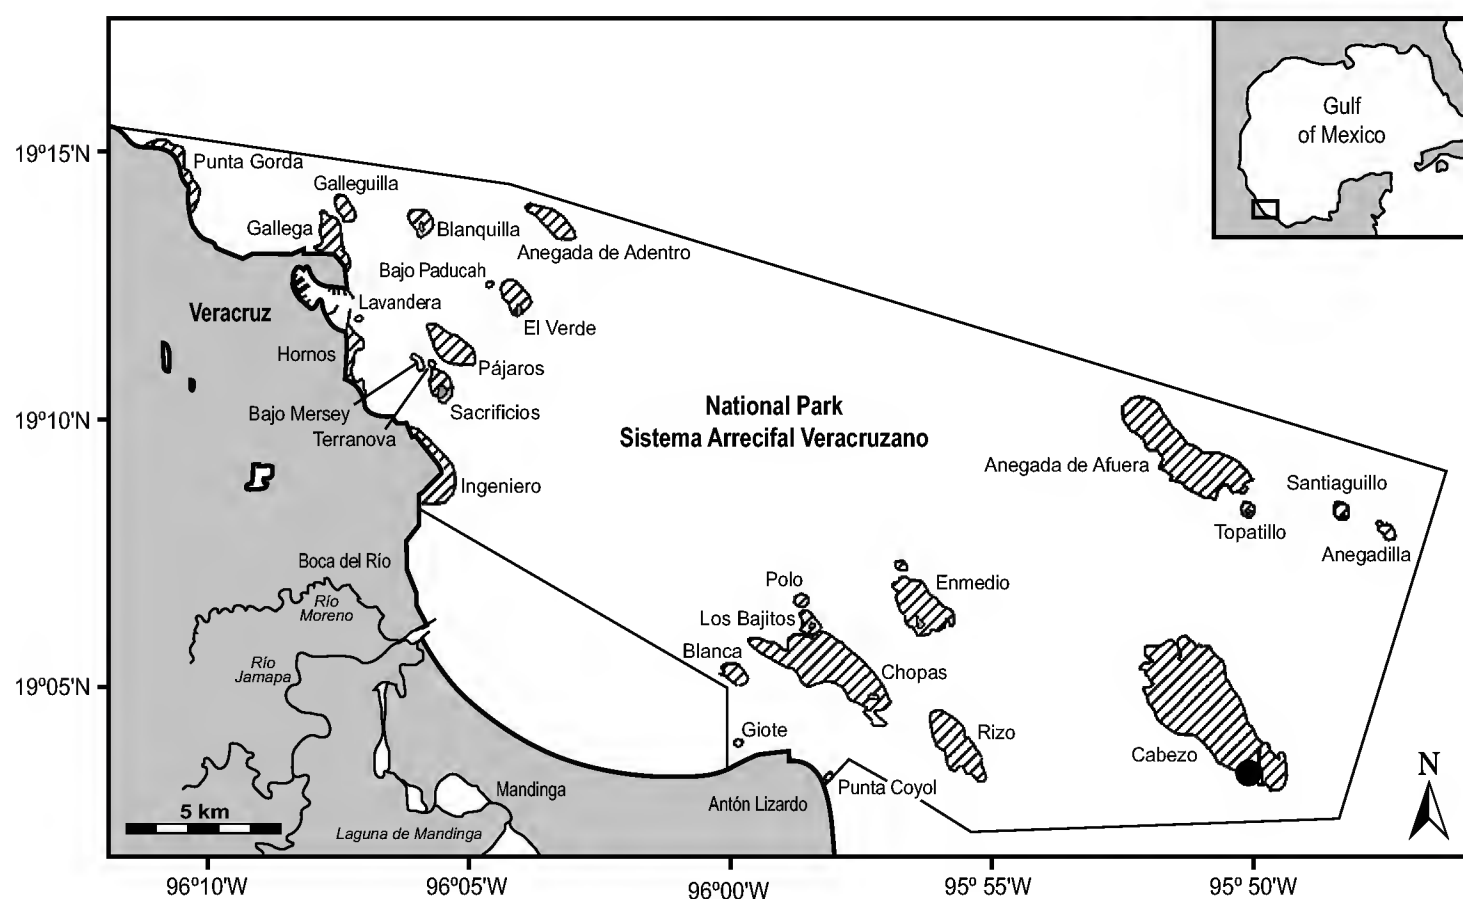 Gulf
of Mexico
19º15'N
Punta Gorda
Galleguilla
Gallega
Blanquilla
Anegada de Adentro
Bajo Paducah
Lavandera
Veracruz
El Verde
Hornos
Pájaros
Bajo Mersey
Sacrificios
Terranova
19º10'N
National Park
Sistema Arrecifal Veracruzano
Anegada de Afuera
Santiaguillo
Ingeniero
Topatillo
Anegadilla
Boca del Río
Polo
Enmedio
Río
Moreno
Los Bajitos
Blanca
Río
Jamapa
19º05'N
Chopas
Giote
Rizo
Cabezo
N
Mandinga
Punta Coyol
Antón Lizardo
5 km
Laguna de Mandinga
96º10'W
96º05'W
96º00'W
95º 55'W
95º 50'W